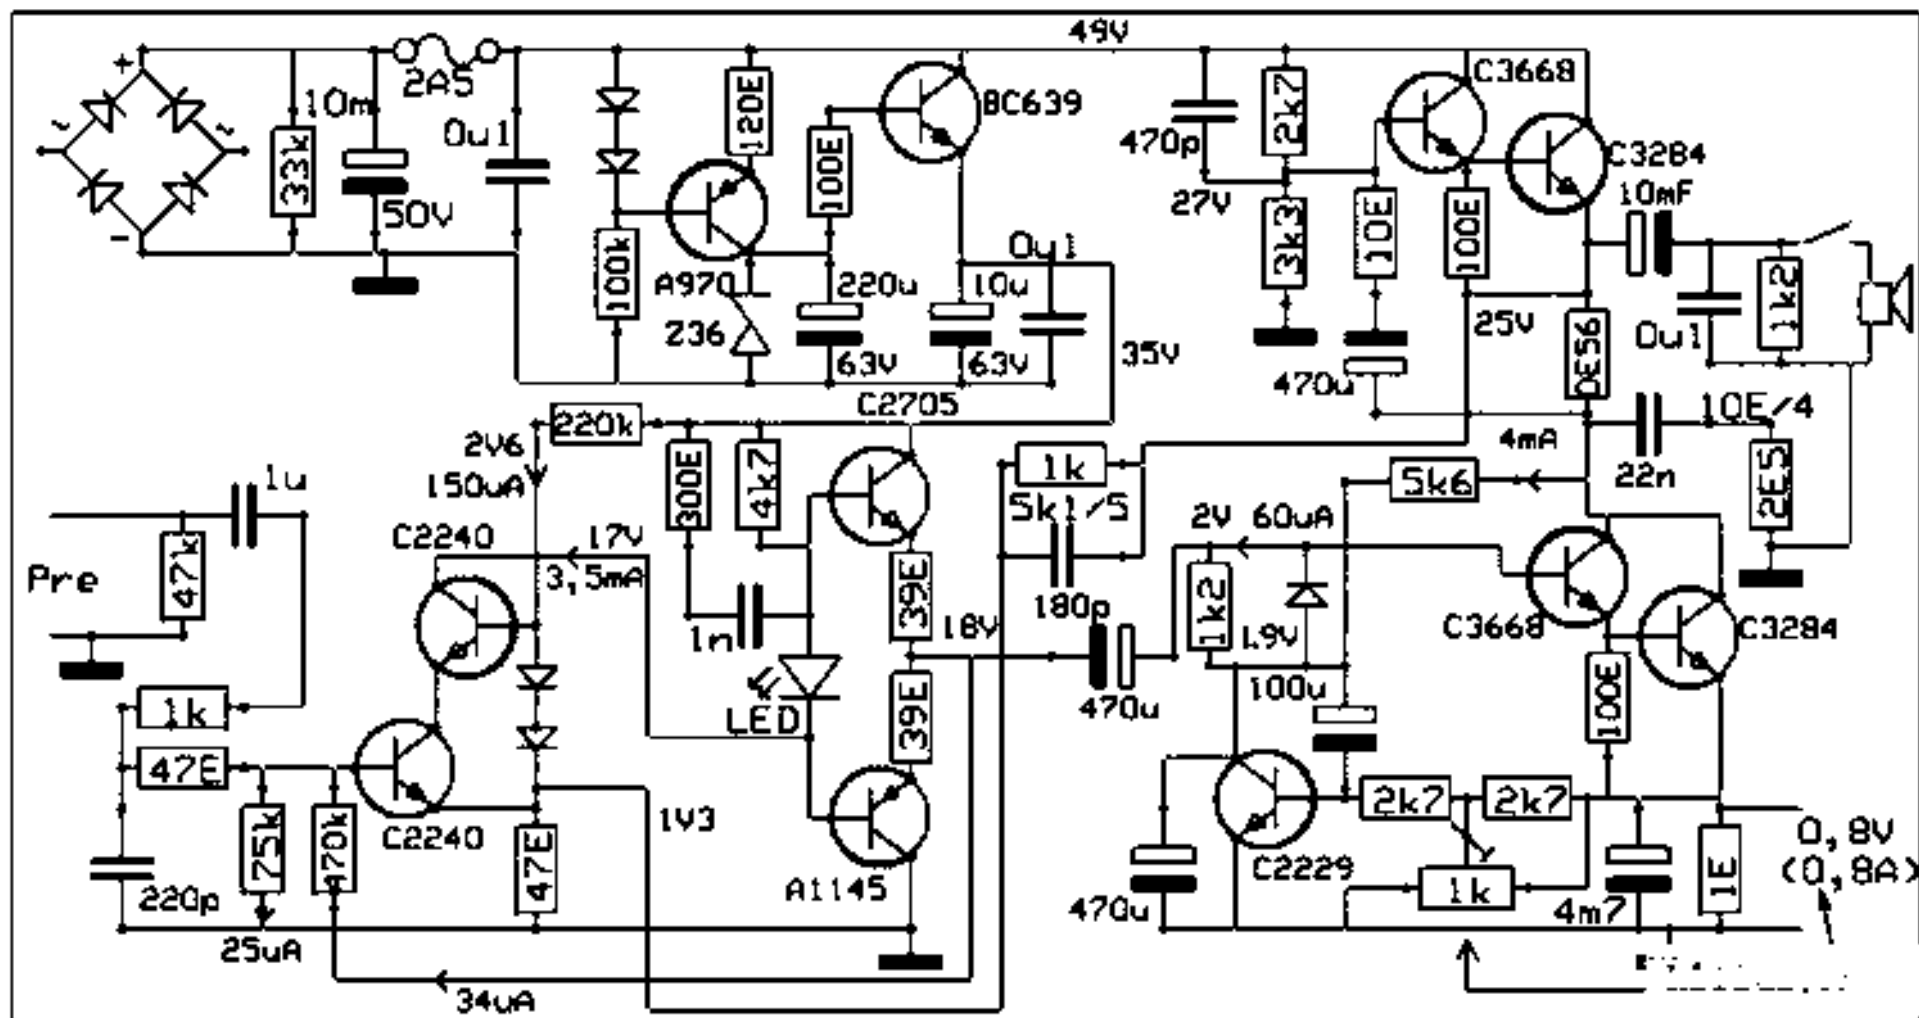 49V
+
~
~
-
33k
10m
50V
2A5
0u1
100k
120E
A970
Z36
100E
220u
63V
BC639
10u
63V
0u1
35V
470p
27V
2k7
3k3
10E
470u
C3668
100E
C3284
10mF
25V
0E56
0u1
1k2
10E/4
4mA
22n
2E5
5k6
Pre
47k
1u
1k
47E
220p
75k
25uA
470k
34uA
C2240
C2240
2V6
150uA
220k
17V
3,5mA
47E
1V3
300E
4k7
1n
LED
C2705
39E
39E
A1145
18V
1k
5k1/5
180p
470u
2V
60uA
1k2
1.9V
100u
C3668
C3284
100E
470u
C2229
2k7
2k7
1k
4m7
1E
0,8V
(0,8A)